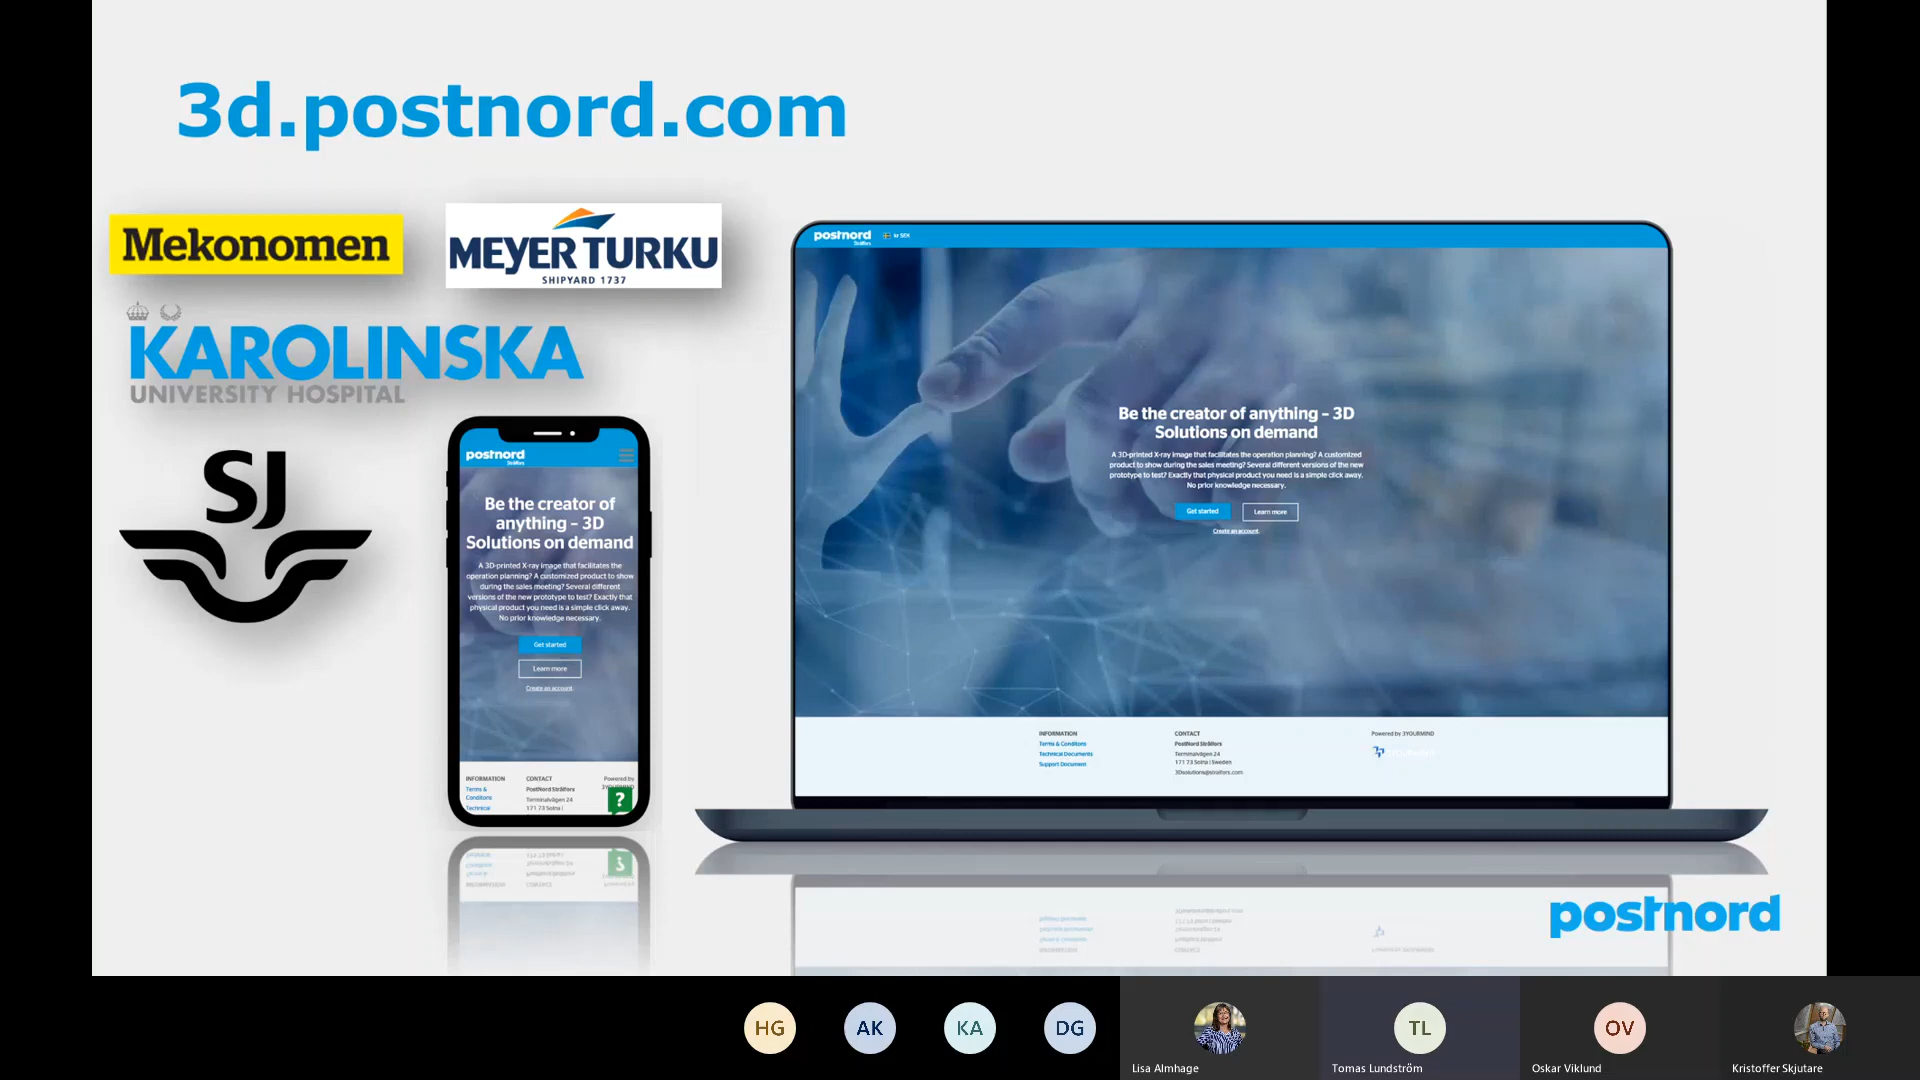 3d.postnord.com
Mekonomen
MEYER TURKU
SHIPYARD 1737
KAROLINSKA
UNIVERSITY HOSPITAL
SJ
postnord
Strålfors
Be the creator of
anything – 3D
Solutions on demand
A 3D-printed X-ray image that facilitates the
operation planning? A customized product to show
during the sales meeting? Several different
versions of the new prototype to test? Exactly that
physical product you need is a simple click away.
No prior knowledge necessary.
Get started
Learn more
Create an account.
INFORMATION
Terms &
Conditons
Technical
CONTACT
PostNord Strålfors
Terminalvägen 24
171 73 Solna |
Powered by
?
postnord
Strålfors
kr SEK
Be the creator of anything – 3D
Solutions on demand
A 3D-printed X-ray image that facilitates the operation planning? A customized
product to show during the sales meeting? Several different versions of the new
prototype to test? Exactly that physical product you need is a simple click away.
No prior knowledge necessary.
Get started
Learn more
Create an account.
INFORMATION
Terms & Conditons
Technical Documents
Support Document
CONTACT
PostNord Strålfors
Terminalvägen 24
171 73 Solna | Sweden
3Dsolutions@stralfors.com
Powered by 3YOURMIND
postnord
HG
AK
KA
DG
Lisa Almhage
TL
Tomas Lundström
OV
Oskar Viklund
Kristoffer Skjutare